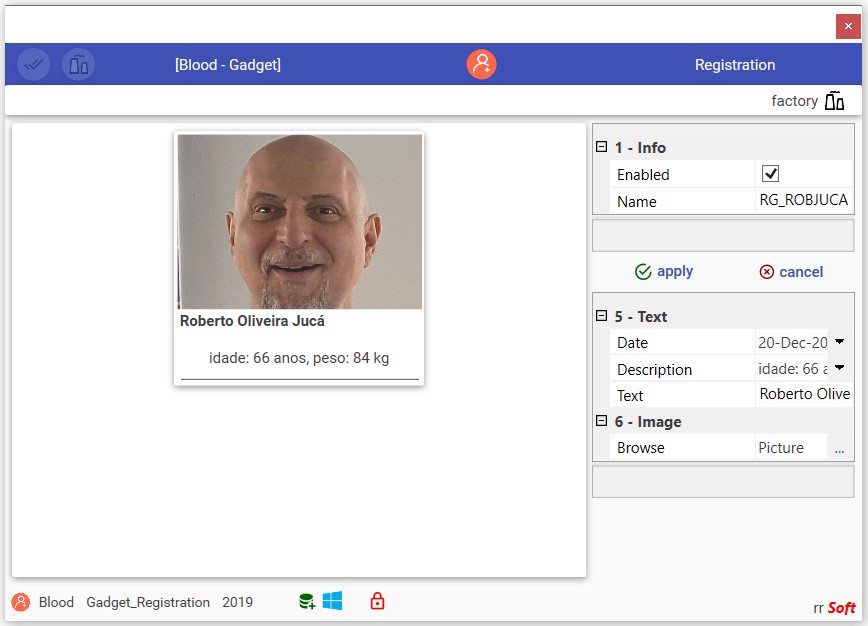 [Blood - Gadget] Registration
factory
Roberto Oliveira Jucá
idade: 66 anos, peso: 84 kg
1 - Info
Enabled
Name RG_ROBJUCA
apply cancel
5 - Text
Date 20-Dec-20
Description idade: 66 a
Text Roberto Olive
6 - Image
Browse Picture ...
Blood Gadget_Registration 2019
rr Soft